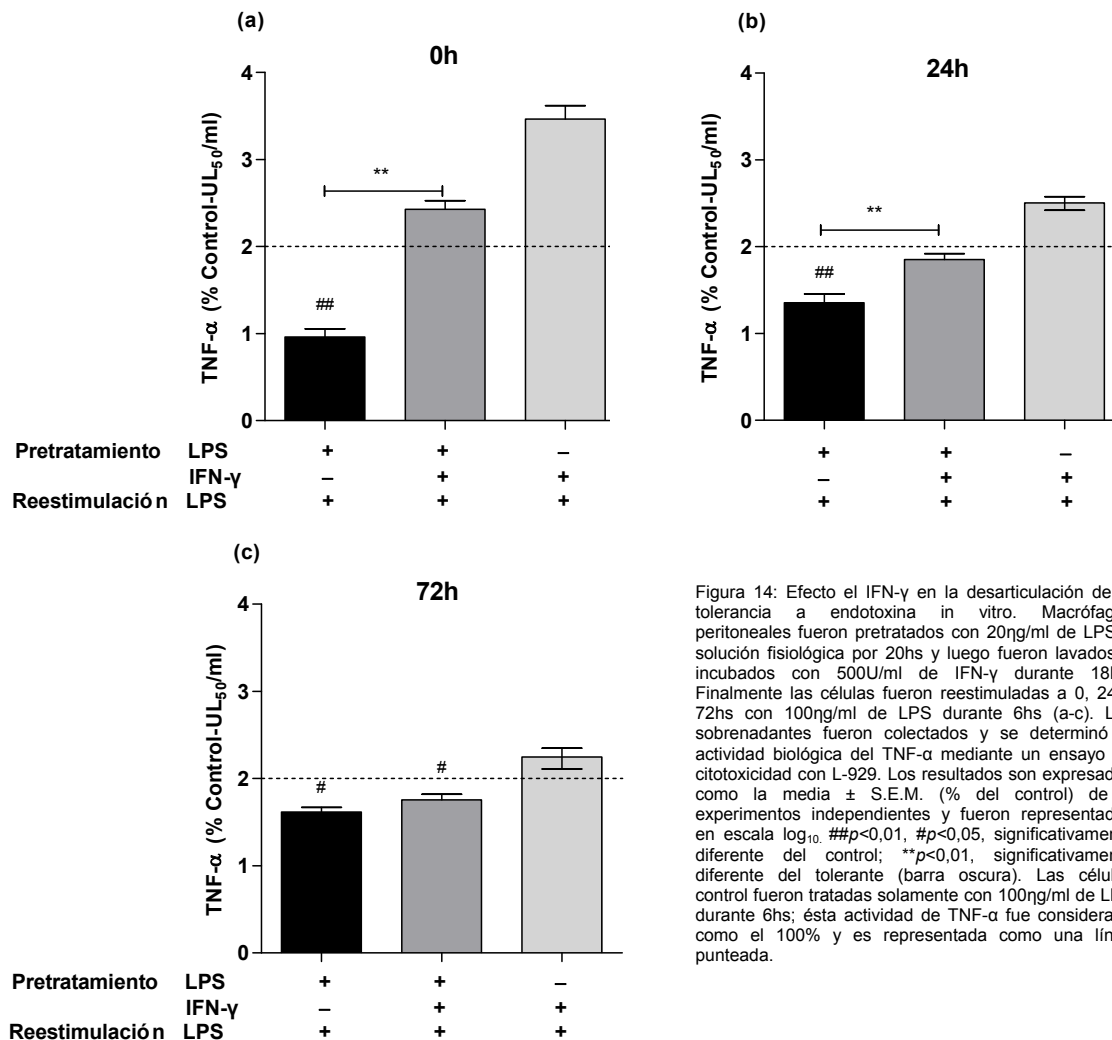 (a)
0h
TNF-α (% Control-UL50/ml)
4
3
2
1
0
**
##
Pretratamiento LPS + + –
IFN-γ – + +
Reestimulación LPS + + +
(b)
24h
TNF-α (% Control-UL50/ml)
4
3
2
1
0
**
##
+ + –
– + +
+ + +
(c)
72h
TNF-α (% Control-UL50/ml)
4
3
2
1
0
#
#
Pretratamiento LPS + + –
IFN-γ – + +
Reestimulación LPS + + +
Figura 14: Efecto el IFN-γ en la desarticulación de
tolerancia a endotoxina in vitro. Macrófag
peritoneales fueron pretratados con 20ηg/ml de LPS
solución fisiológica por 20hs y luego fueron lavados
incubados con 500U/ml de IFN-γ durante 18
Finalmente las células fueron reestimuladas a 0, 24
72hs con 100ηg/ml de LPS durante 6hs (a-c). L
sobrenadantes fueron colectados y se determinó
actividad biológica del TNF-α mediante un ensayo
citotoxicidad con L-929. Los resultados son expresad
como la media ± S.E.M. (% del control) de
experimentos independientes y fueron representad
en escala log10. ##p<0,01, #p<0,05, significativamen
diferente del control; **p<0,01, significativamen
diferente del tolerante (barra oscura). Las célul
control fueron tratadas solamente con 100ηg/ml de L
durante 6hs; ésta actividad de TNF-α fue considera
como el 100% y es representada como una lín
punteada.